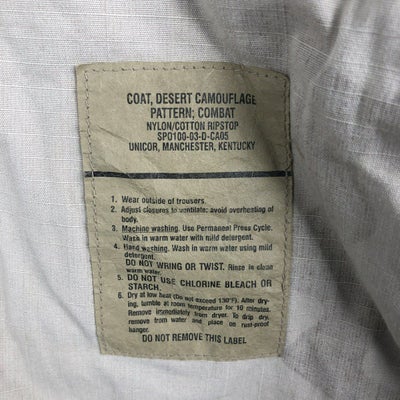 COAT, DESERT CAMOUFLAGE
PATTERN; COMBAT
NYLON/COTTON RIPSTOP
SPO100-03-D-CA05
UNICOR, MANCHESTER, KENTUCKY
1. Wear outside of trousers.
2. Adjust closures to ventilate: avoid overheating of
body.
3. Machine washing. Use Permanent Press Cycle.
Wash in warm water with mild detergent.
4. Hand washing. Wash in warm water using mild
detergent.
DO NOT WRING OR TWIST. Rinse in clean
warm water.
5. DO NOT USE CHLORINE BLEACH OR
STARCH.
6. Dry at low heat (Do not exceed 130°F). After dry-
ing, tumble at room temperature for 10 minutes.
Remove immediately from dryer. To drip dry,
remove from water and place on rust-proof
hanger.
DO NOT REMOVE THIS LABEL